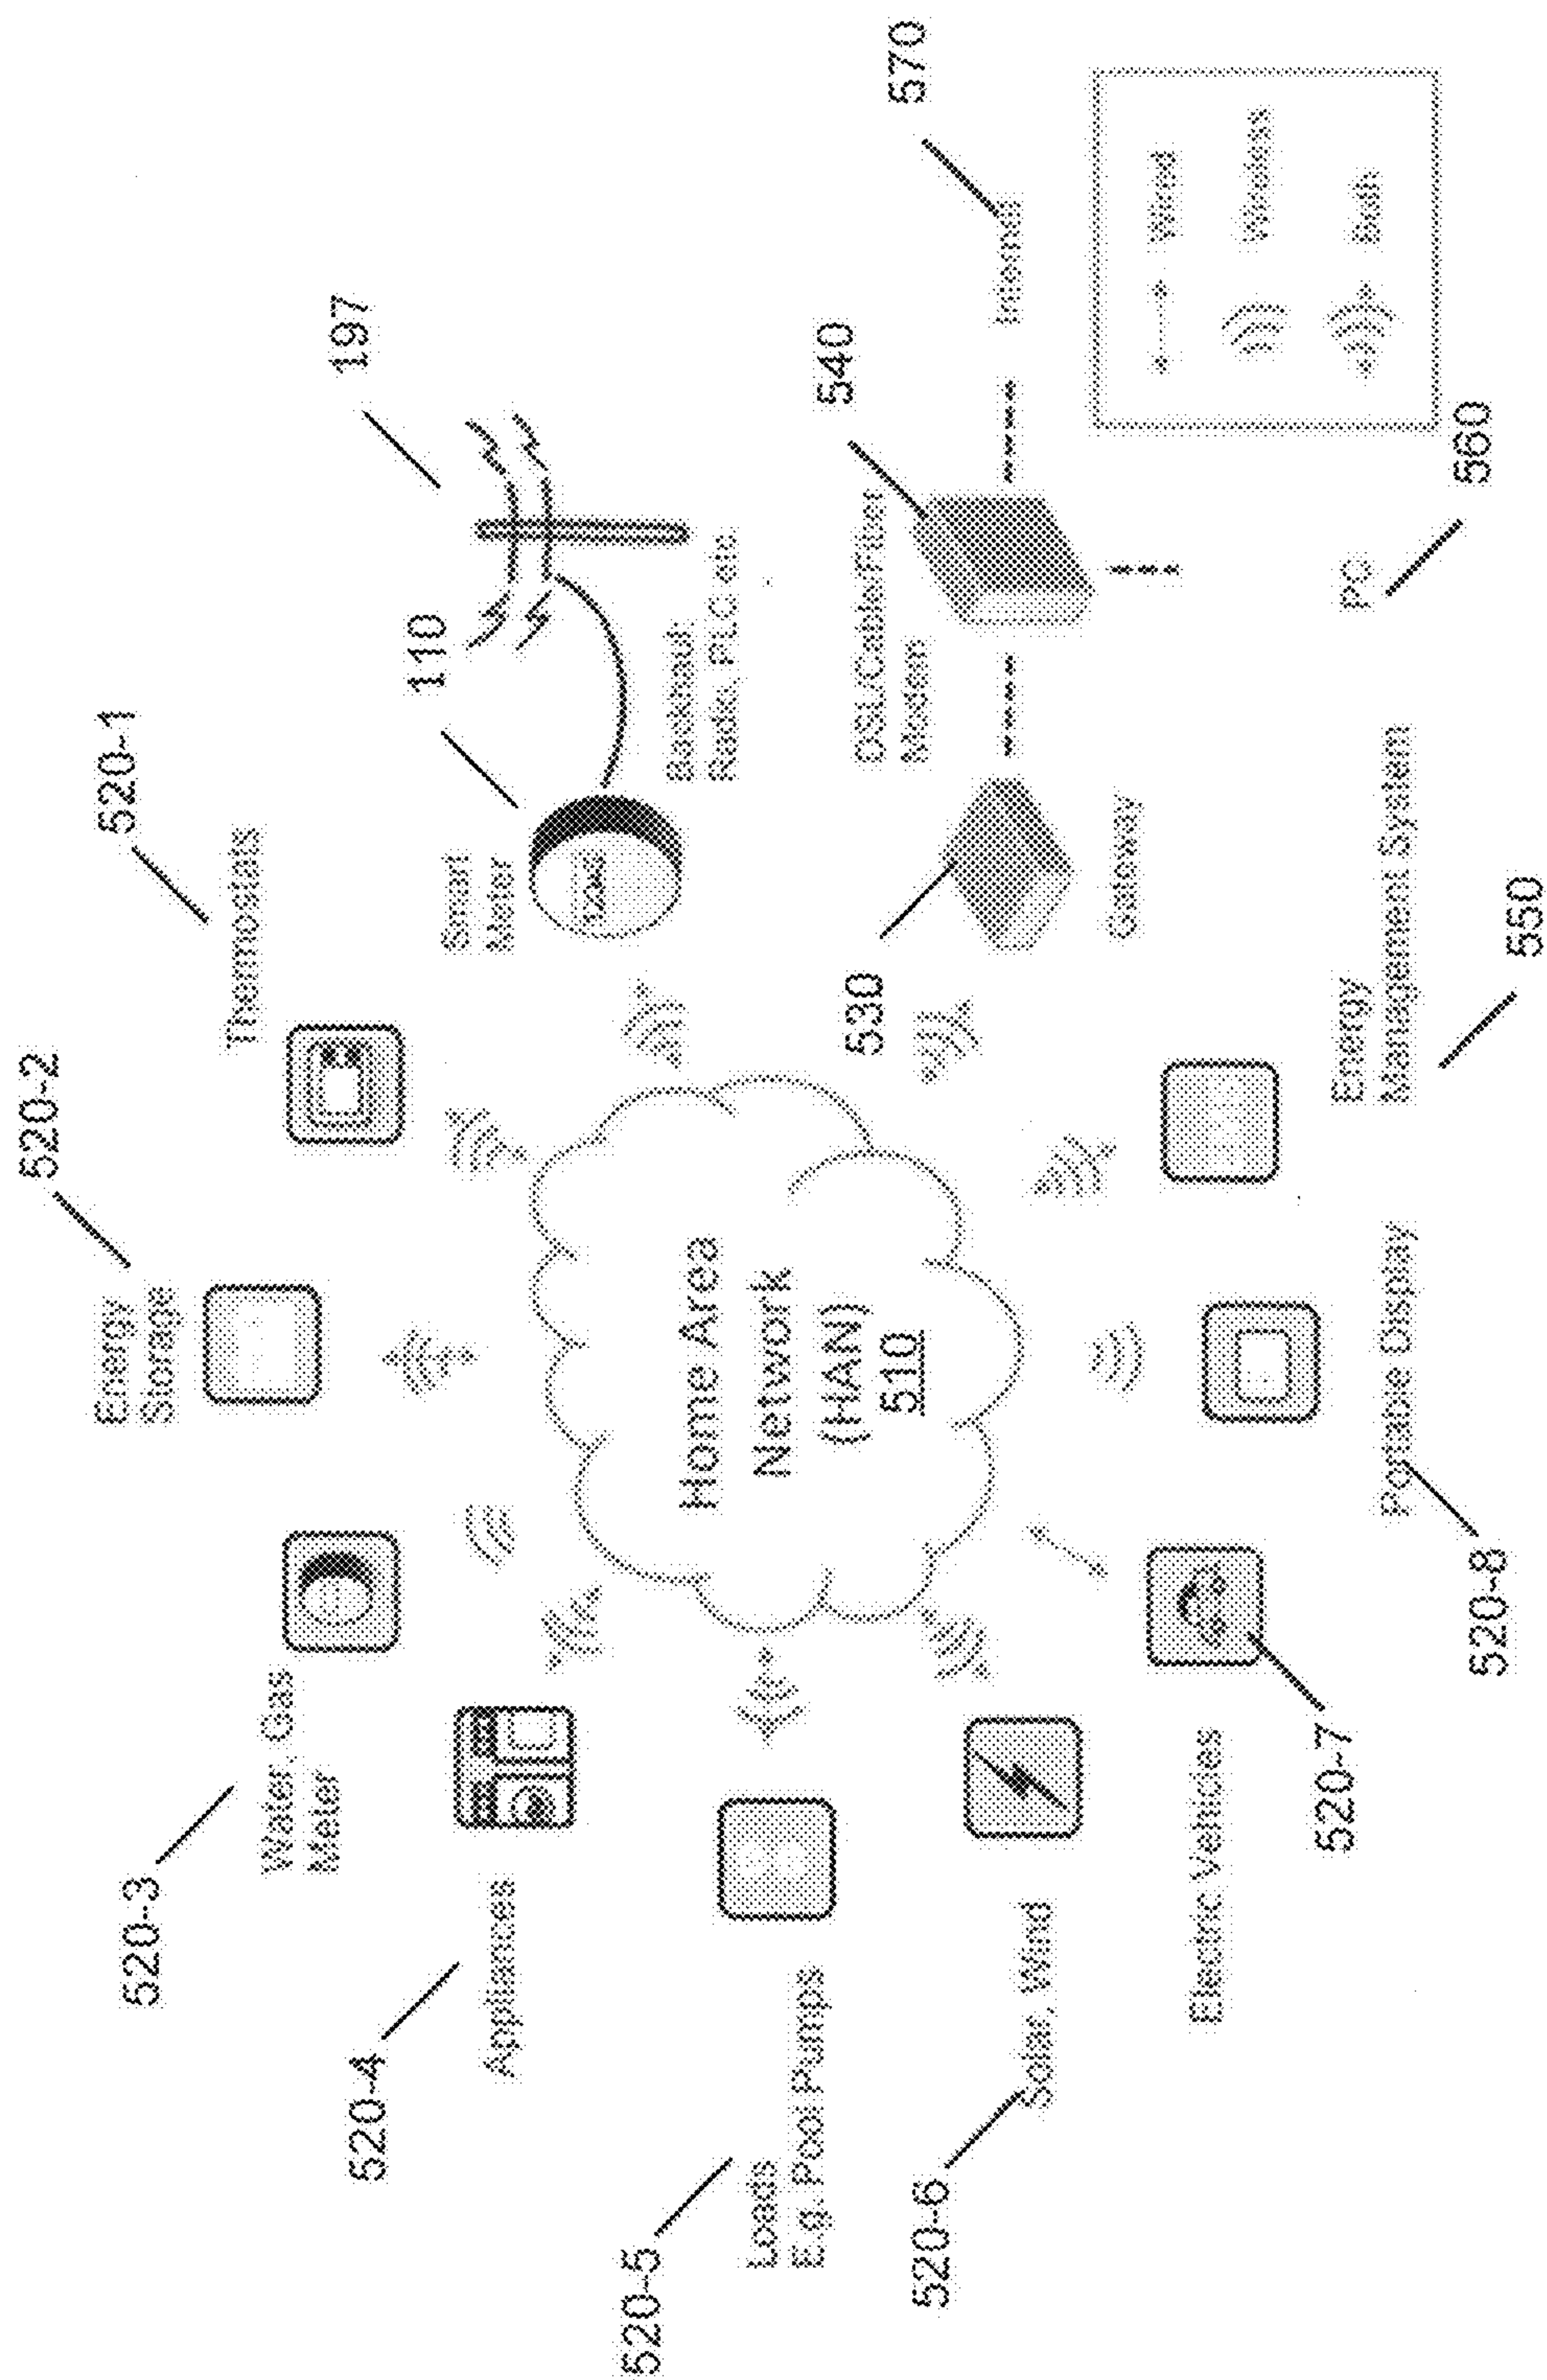 520-5
Loads
E.g. Pool Pumps
520-4
Appliances
520-3
Water, Gas
Meter
520-2
Energy
Storage
520-1
Thermostats
Smart
Meter
110
197
Backhaul:
Radio, PLC etc.
520-6
Solar, Wind
Home Area
Network
(HAN)
510
530
Gateway
DSL/Cable/Fiber
Modem
540
Internet
570
Electric Vehicles
520-7
Portable Display
520-8
Energy
Management System
550
PC
560
Wired
Wireless
Both